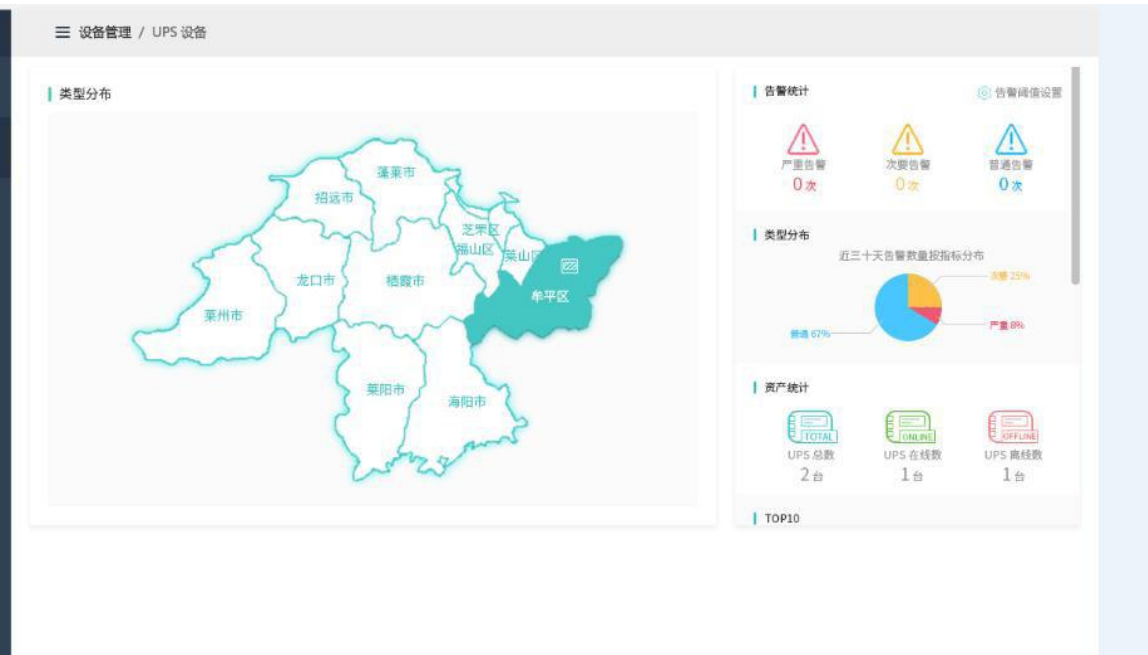 设备管理 / UPS 设备
类型分布
蓬莱市
招远市
芝罘区
福山区
莱山区
龙口市
栖霞市
牟平区
莱州市
莱阳市
海阳市
告警统计
告警阈值设置
严重告警 次要告警 普通告警
0次 0次 0次
类型分布
近三十天告警数量按指标分布
次要 25%
普通 67%
严重 8%
资产统计
TOTAL ONLINE OFFLINE
UPS 总数 UPS 在线数 UPS 离线数
2台 1台 1台
TOP10